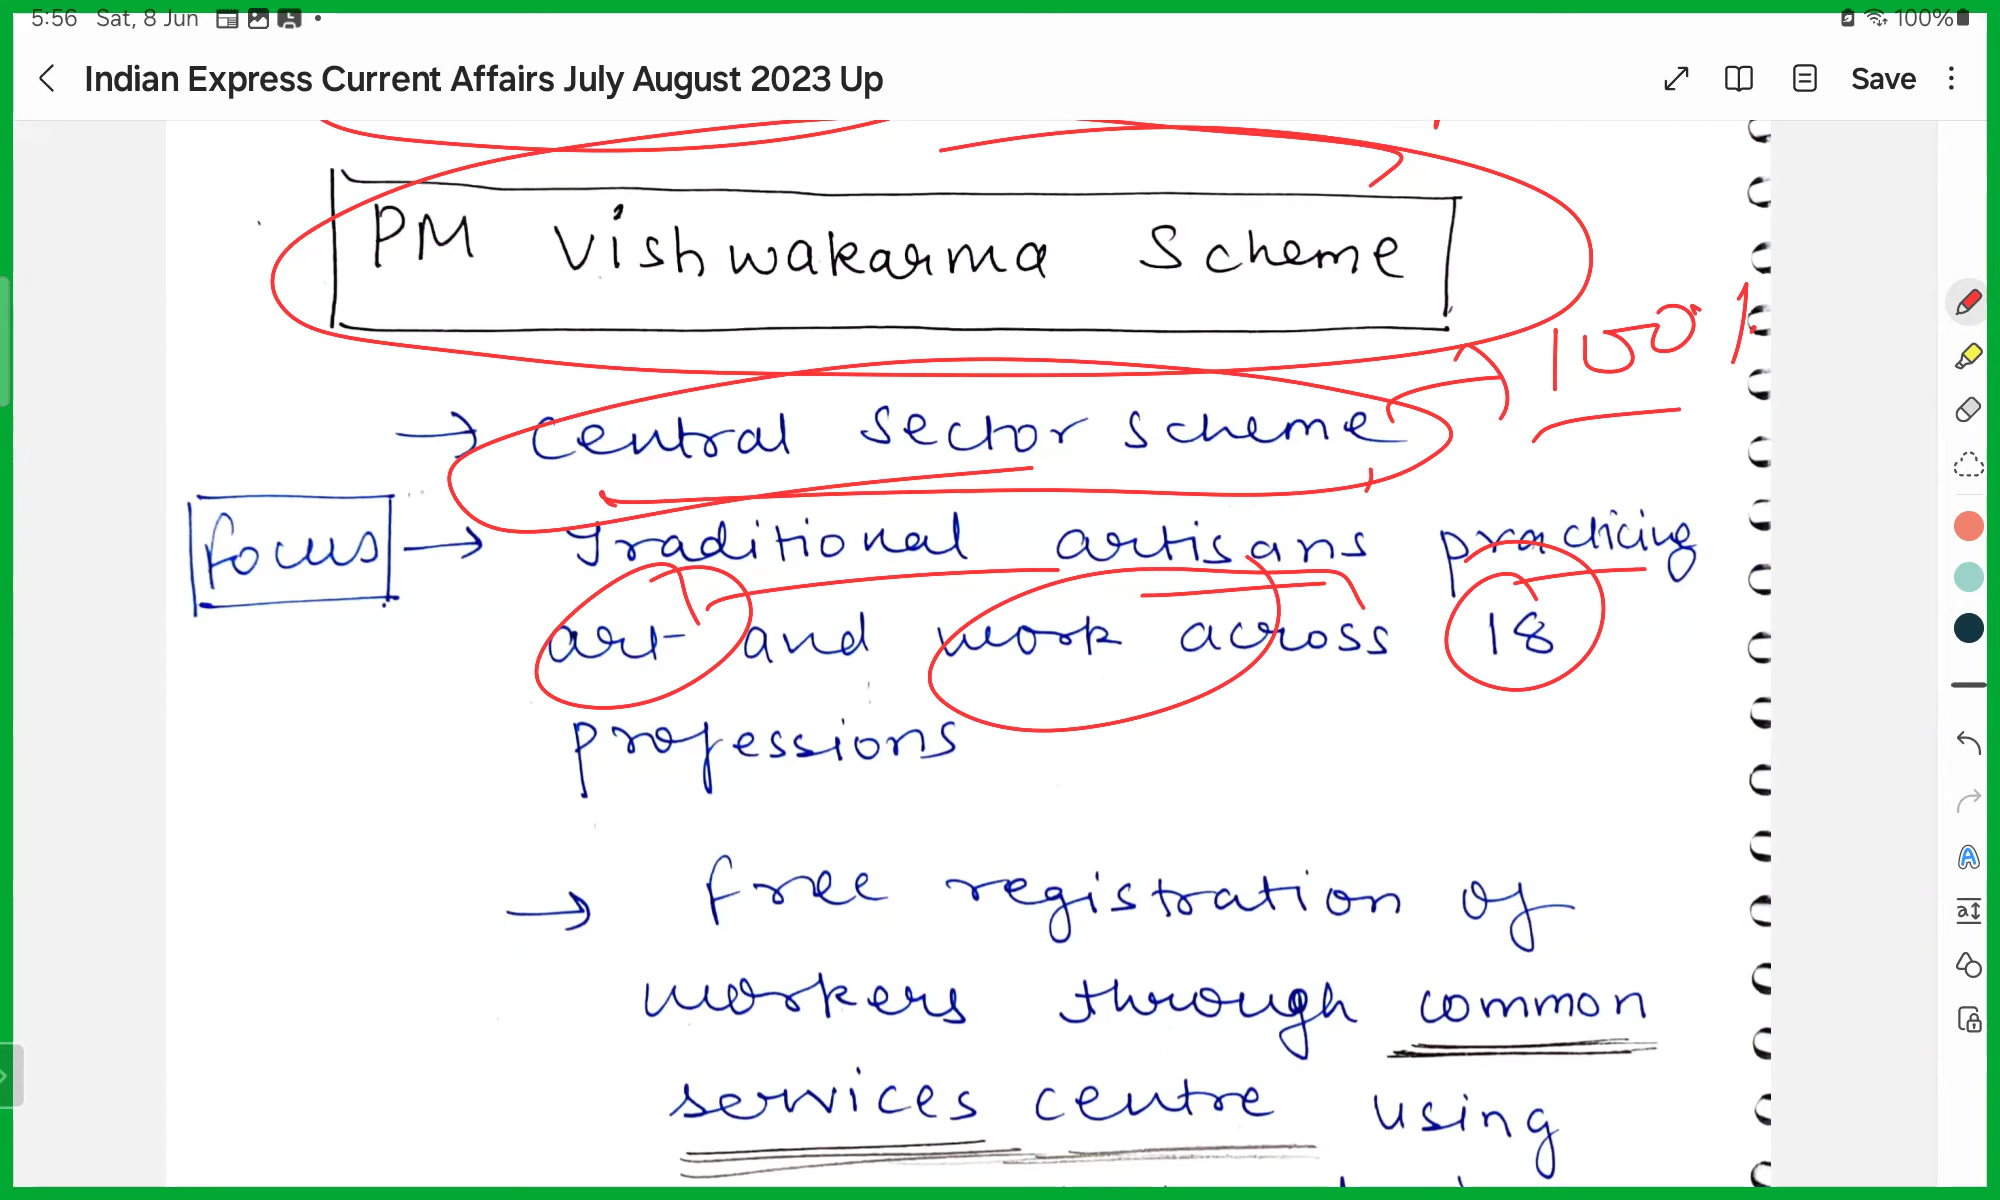 5:56 Sat, 8 Jun
100%
Indian Express Current Affairs July August 2023 Up
Save
PM Vishwakarma Scheme
100%
→ Central Sector Scheme
focus → Traditional artisans practicing
art and work across 18
professions
→ free registration of
workers through common
services centre using